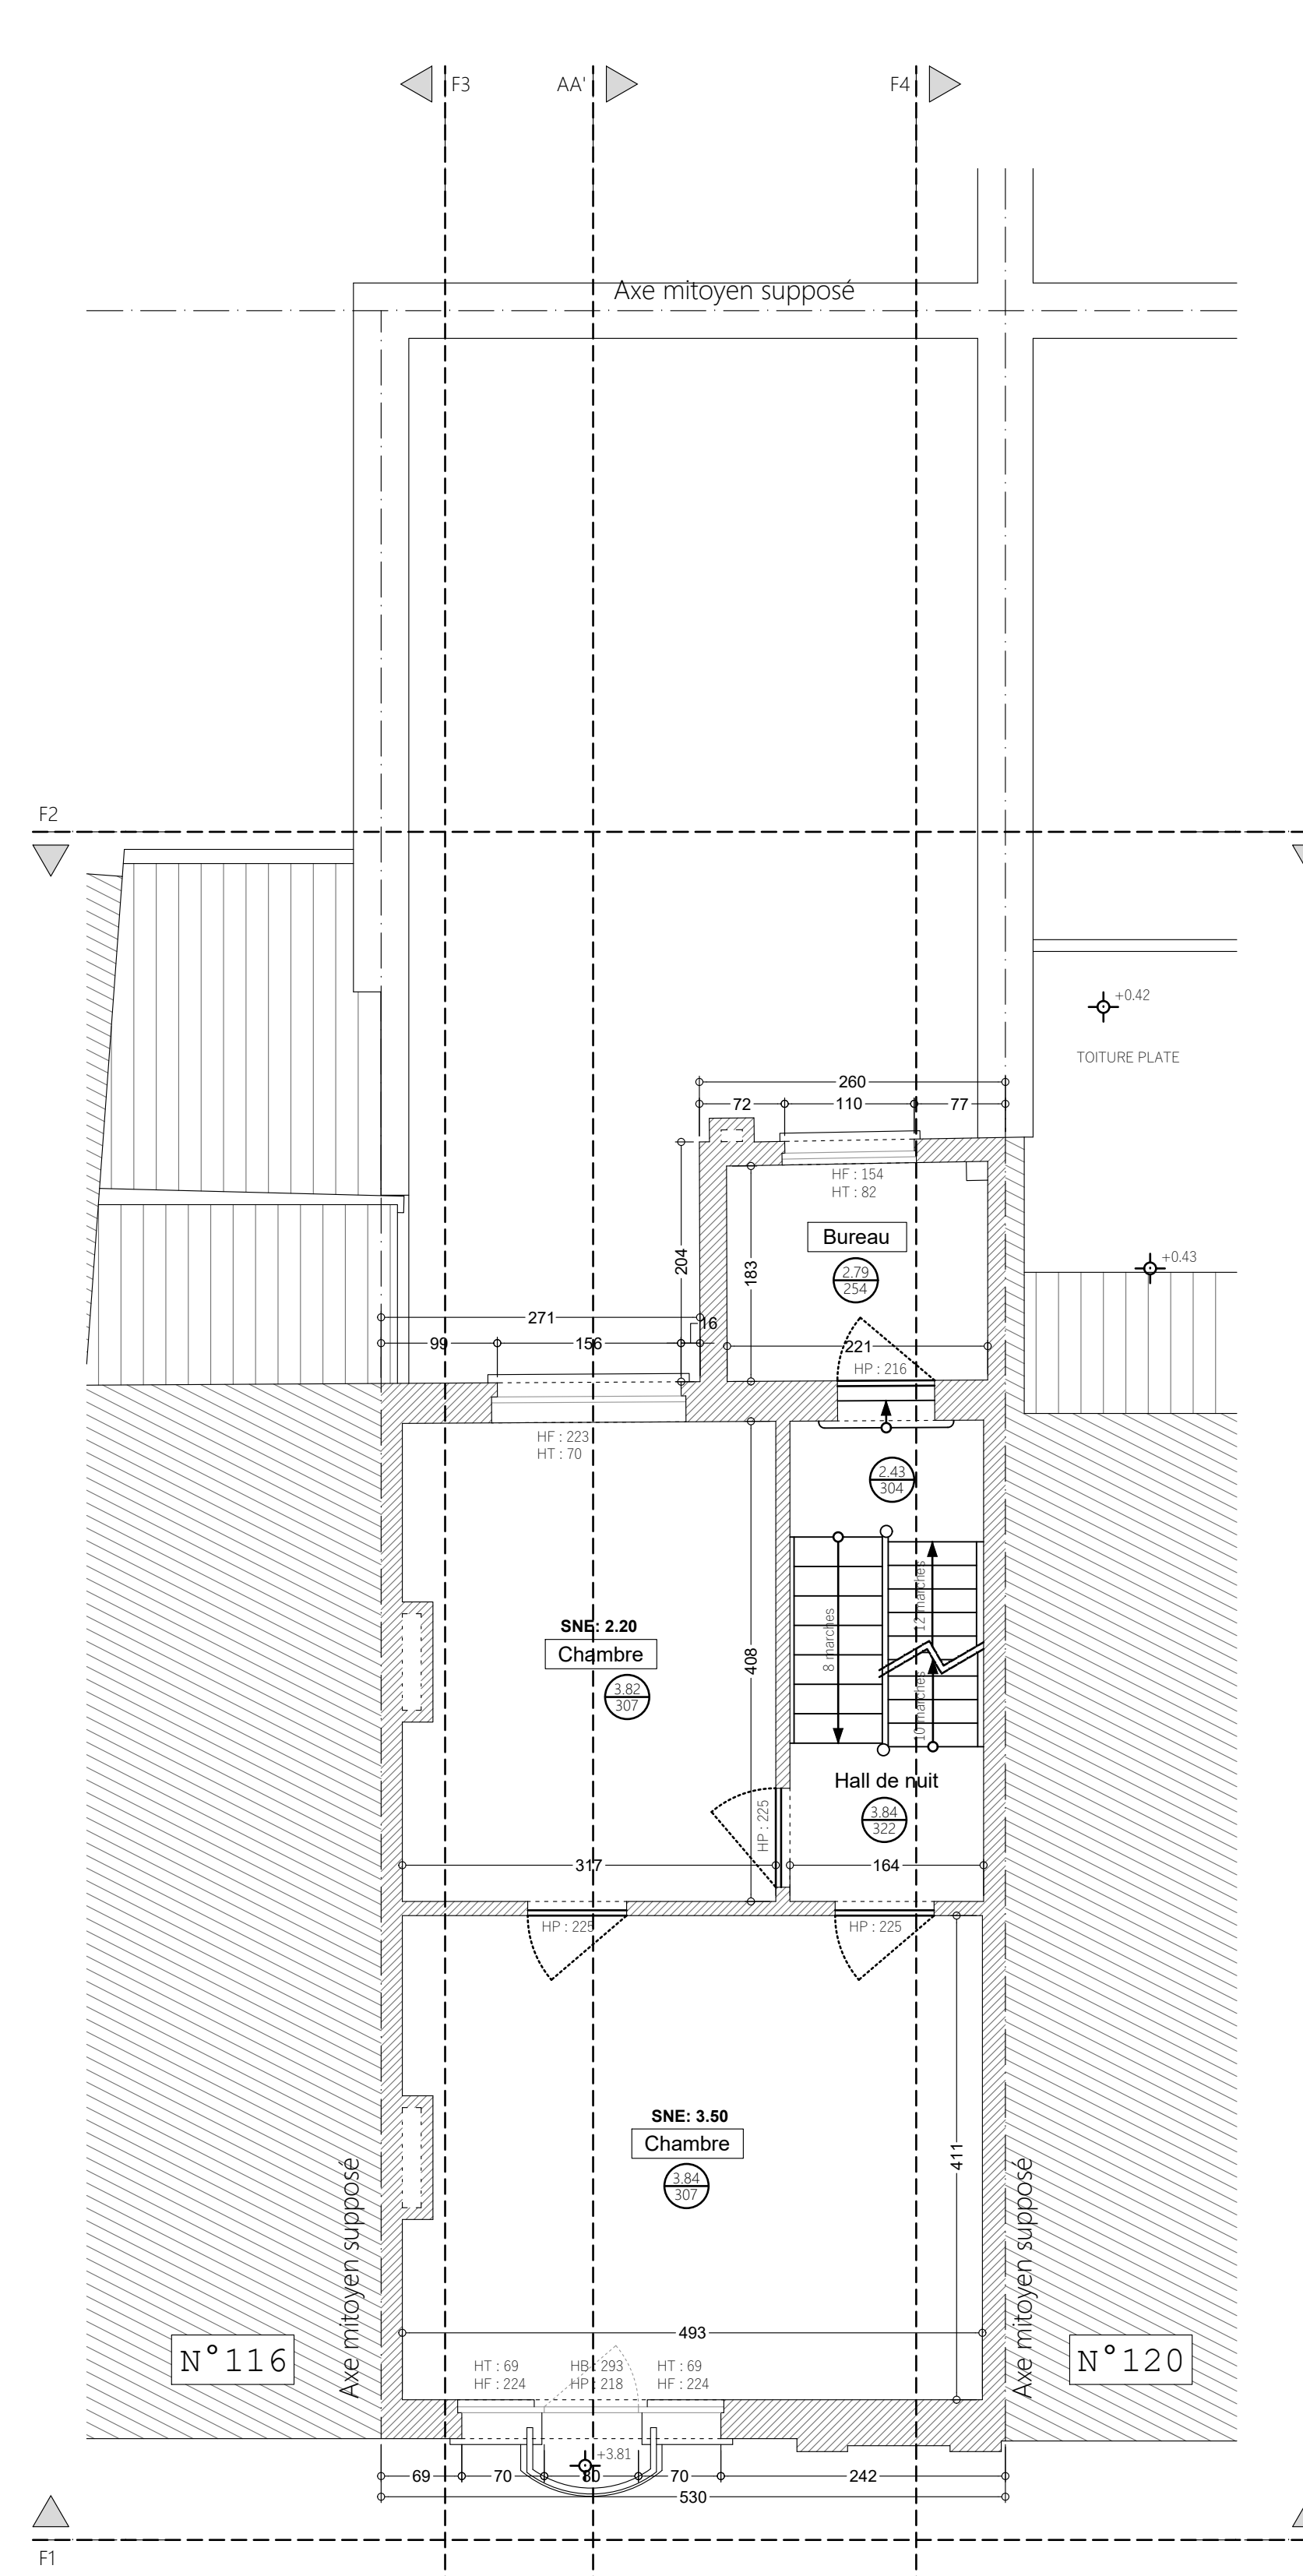 F3
AA'
F4
Axe mitoyen supposé
F2
+0.42
TOITURE PLATE
260
72
110
77
HF : 154
HT : 82
Bureau
2.79
254
+0.43
204
183
271
16
99
156
221
HP : 216
HF : 223
HT : 70
2.43
304
8 marches
12 marches
10 marches
SNE: 2.20
Chambre
3.82
307
408
Hall de nuit
3.84
322
HP : 225
317
164
HP : 225
HP : 225
SNE: 3.50
Chambre
3.84
307
411
Axe mitoyen supposé
Axe mitoyen supposé
493
N°116
N°120
HT : 69
HF : 224
HB : 293
HP : 218
HT : 69
HF : 224
+3.81
69
70
80
70
242
530
F1